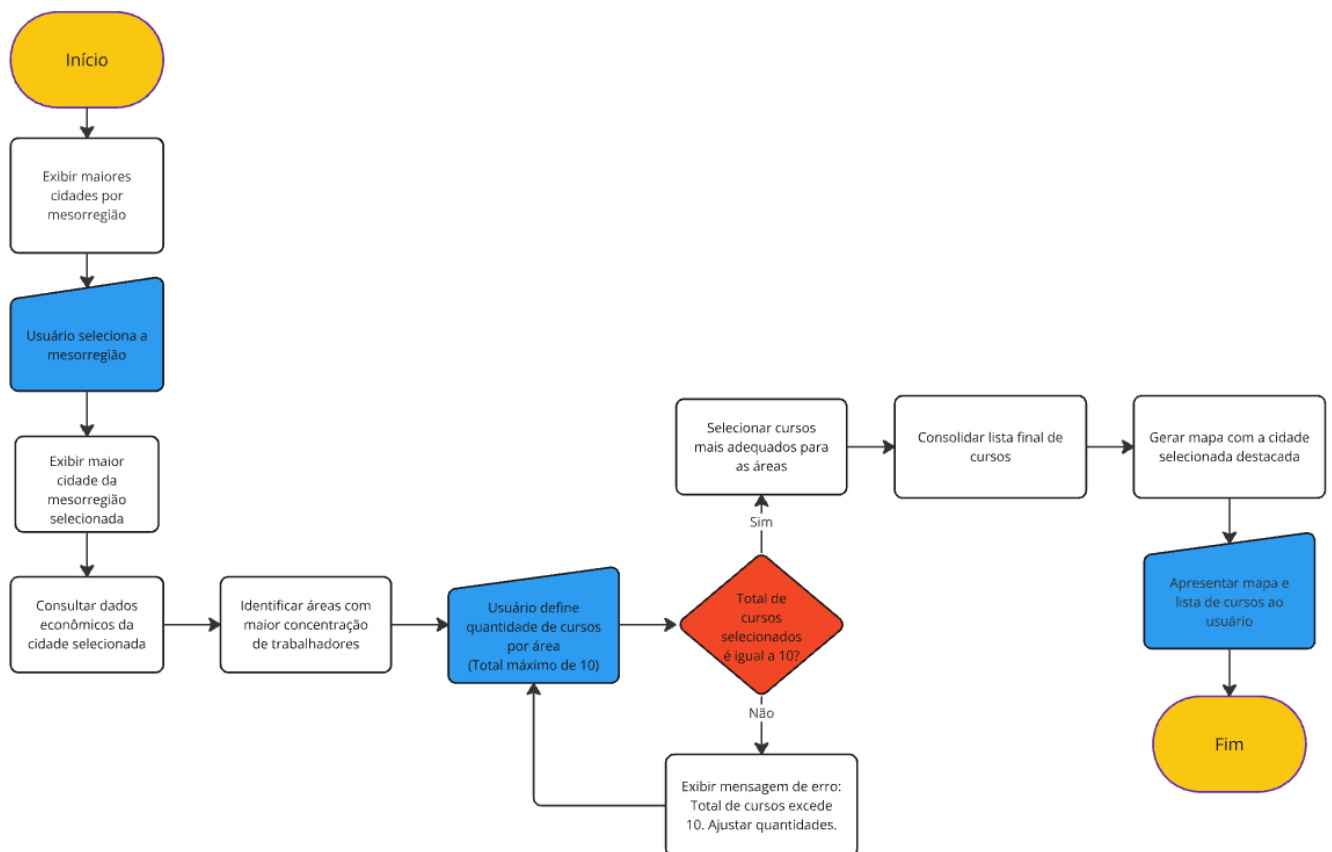 Início
Exibir maiores
cidades por
mesorregião
Usuário seleciona a
mesorregião
Exibir maior
cidade da
mesorregião
selecionada
Consultar dados
econômicos da
cidade selecionada
Identificar áreas com
maior concentração
de trabalhadores
Usuário define
quantidade de cursos
por área
(Total máximo de 10)
Total de
cursos
selecionados
é igual a 10?
Sim
Selecionar cursos
mais adequados para
as áreas
Consolidar lista final de
cursos
Gerar mapa com a cidade
selecionada destacada
Apresentar mapa e
lista de cursos ao
usuário
Fim
Não
Exibir mensagem de erro:
Total de cursos excede
10. Ajustar quantidades.